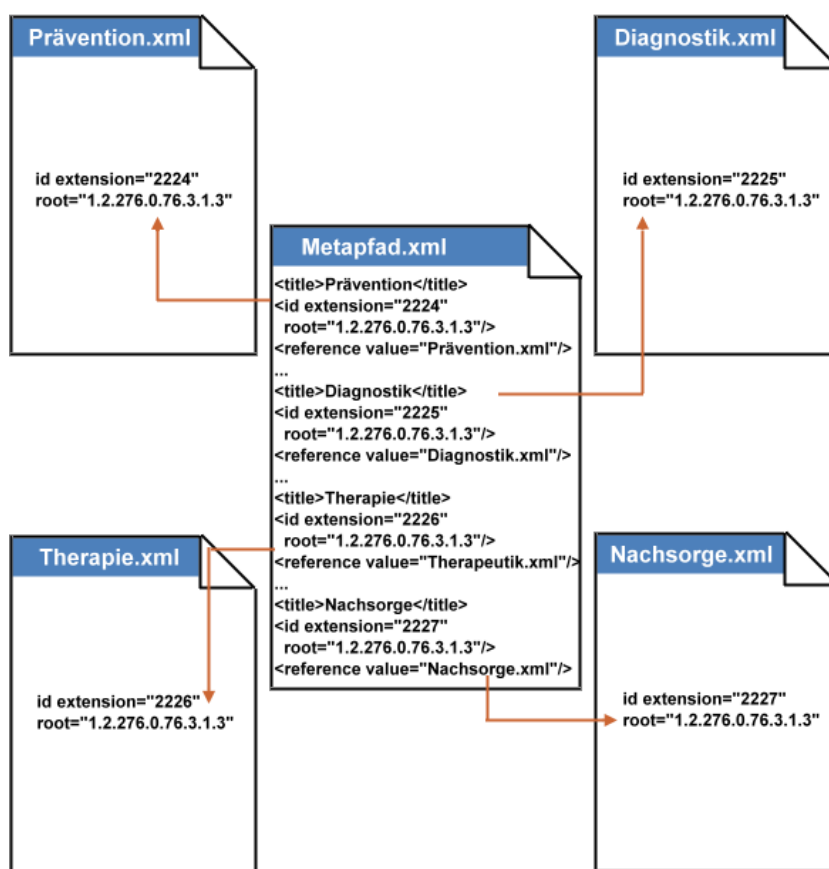 Prävention.xml
id extension="2224"
root="1.2.276.0.76.3.1.3"
Diagnostik.xml
id extension="2225"
root="1.2.276.0.76.3.1.3"
Metapfad.xml
<title>Prävention</title>
<id extension="2224"
root="1.2.276.0.76.3.1.3"/>
<reference value="Prävention.xml"/>
...
<title>Diagnostik</title>
<id extension="2225"
root="1.2.276.0.76.3.1.3"/>
<reference value="Diagnostik.xml"/>
...
<title>Therapie</title>
<id extension="2226"
root="1.2.276.0.76.3.1.3"/>
<reference value="Therapeutik.xml"/>
...
<title>Nachsorge</title>
<id extension="2227"
root="1.2.276.0.76.3.1.3"/>
<reference value="Nachsorge.xml"/>
Therapie.xml
id extension="2226"
root="1.2.276.0.76.3.1.3"
Nachsorge.xml
id extension="2227"
root="1.2.276.0.76.3.1.3"